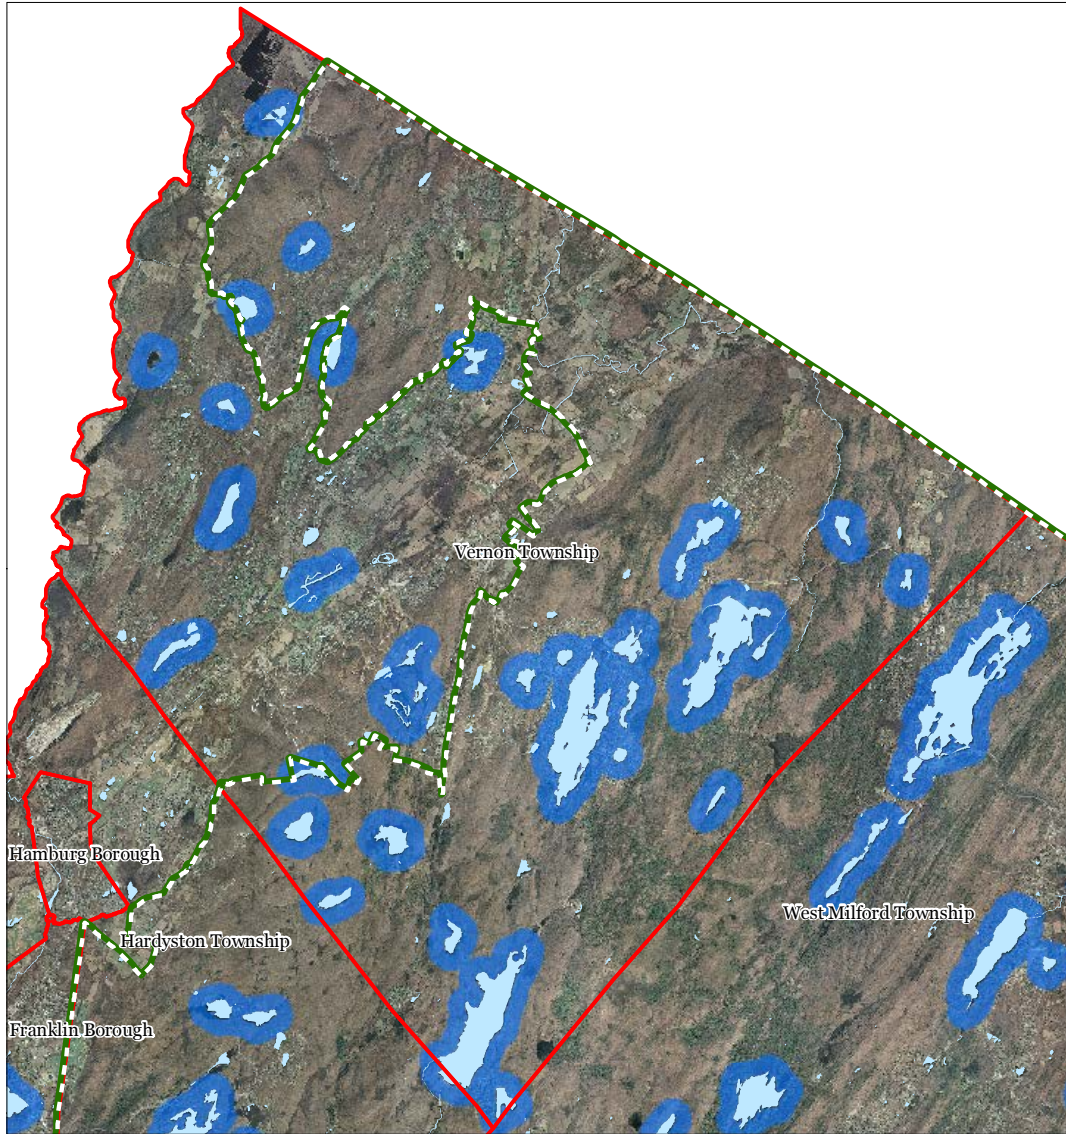 Vernon Township
Hamburg Borough
West Milford Township
Hardyston Township
Franklin Borough